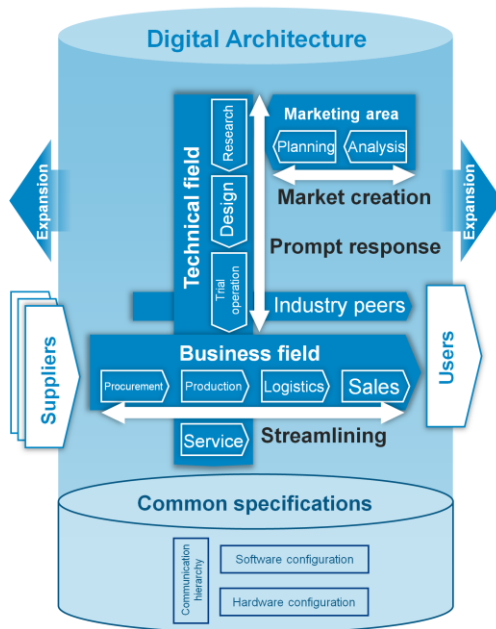 Digital Architecture
Marketing area
Planning
Analysis
Market creation
Technical field
Research
Design
Trial
operation
Prompt response
Expansion
Expansion
Industry peers
Suppliers
Users
Business field
Procurement
Production
Logistics
Sales
Streamlining
Service
Common specifications
Communication
hierarchy
Software configuration
Hardware configuration